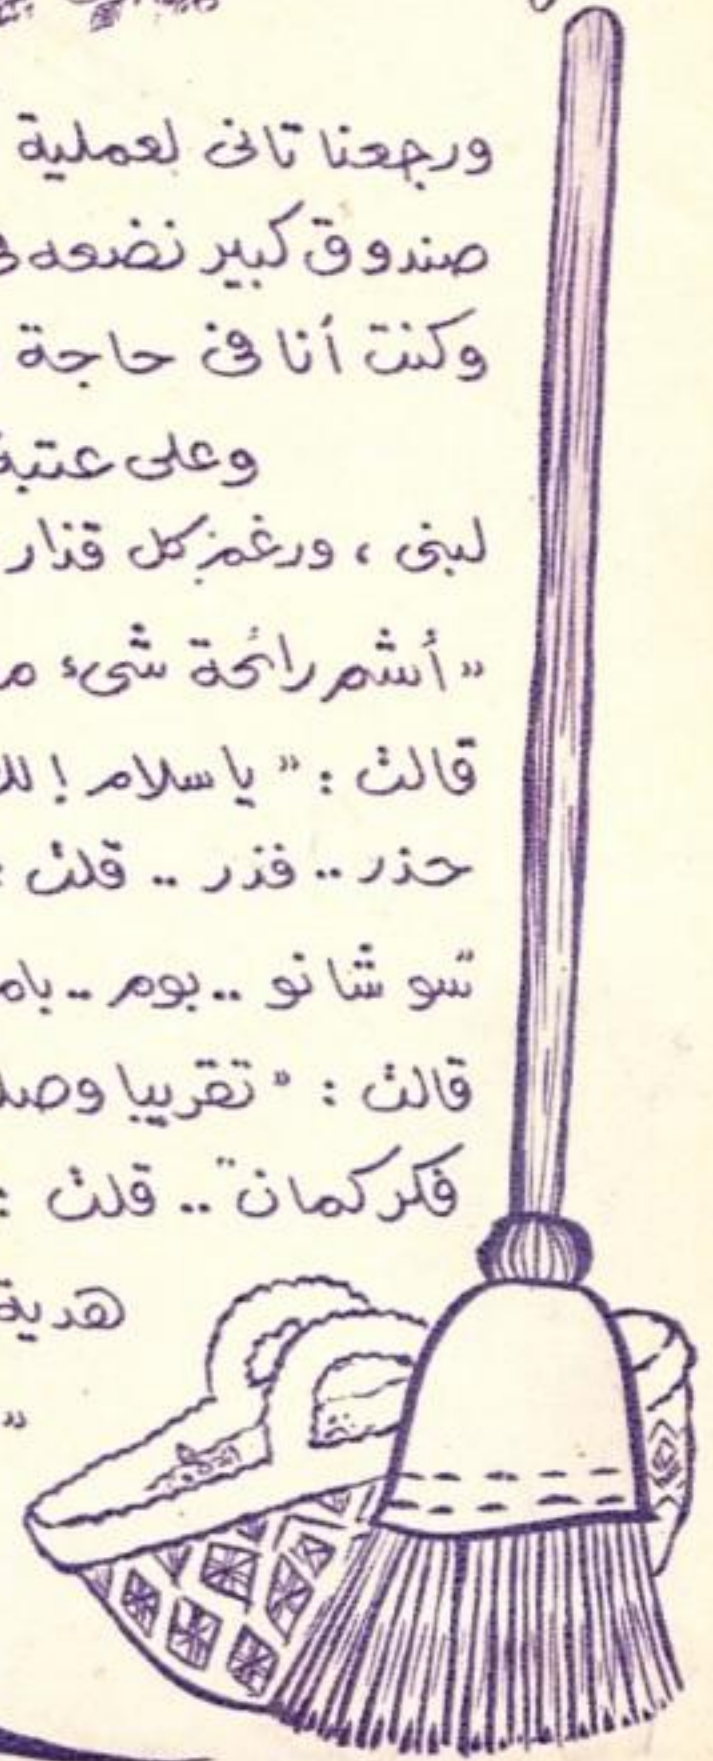 ورجعنا تانى لعملية
صندوق كبير نضعه فى
وكنت أنا فى حاجة
وعلى عتبة
لبنى ، ورغم كل قذار
"أشم رائحة شىء م
قالت : " ياسلام ! لل
حذر .. فذر .. قلت :
شو شانو .. بوم .. بام
قالت : " تقريبا وصل
فكر كمان" .. قلت :
هدية
"